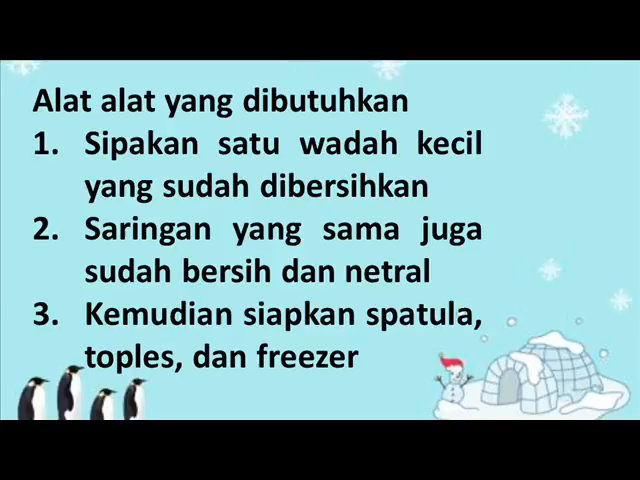 Alat alat yang dibutuhkan
1. Sipakan satu wadah kecil
yang sudah dibersihkan
2. Saringan yang sama juga
sudah bersih dan netral
3. Kemudian siapkan spatula,
toples, dan freezer